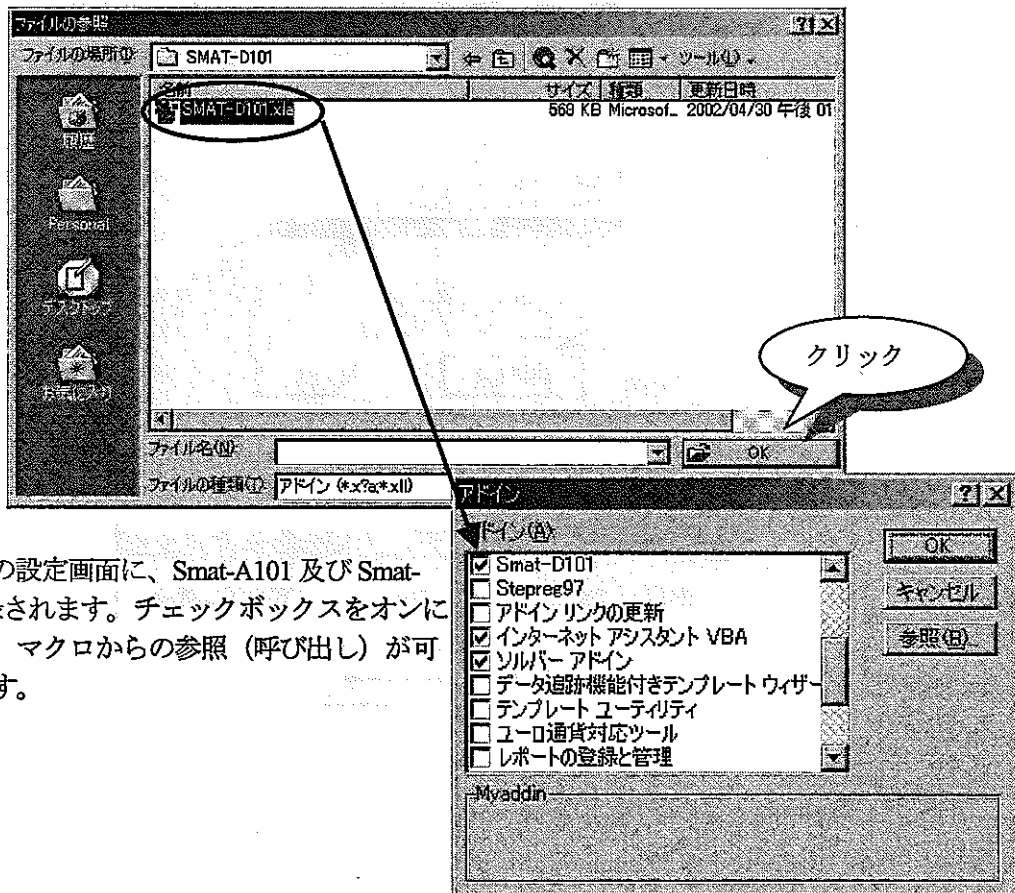 ファイルの参照
ファイルの場所(I):
SMAT-D101
ツール(L)
名前 サイズ 種類 更新日時
SMAT-D101.xla 569 KB Microsof... 2002/04/30 午後 01
履歴
Personal
デスクトップ
お気に入り
クリック
ファイル名(N):
OK
ファイルの種類(T): アドイン (*.x?a;*.xll)
アドイン
アドイン(A):
Smat-D101
Stepreg97
アドイン リンクの更新
インターネット アシスタント VBA
ソルバー アドイン
データ追跡機能付きテンプレート ウィザー
テンプレート ユーティリティ
ユーロ通貨対応ツール
レポートの登録と管理
OK
キャンセル
参照(B)...
Myaddin
の設定画面に、Smat-A101 及び Smat-
されます。チェックボックスをオンに
マクロからの参照（呼び出し）が可
す。